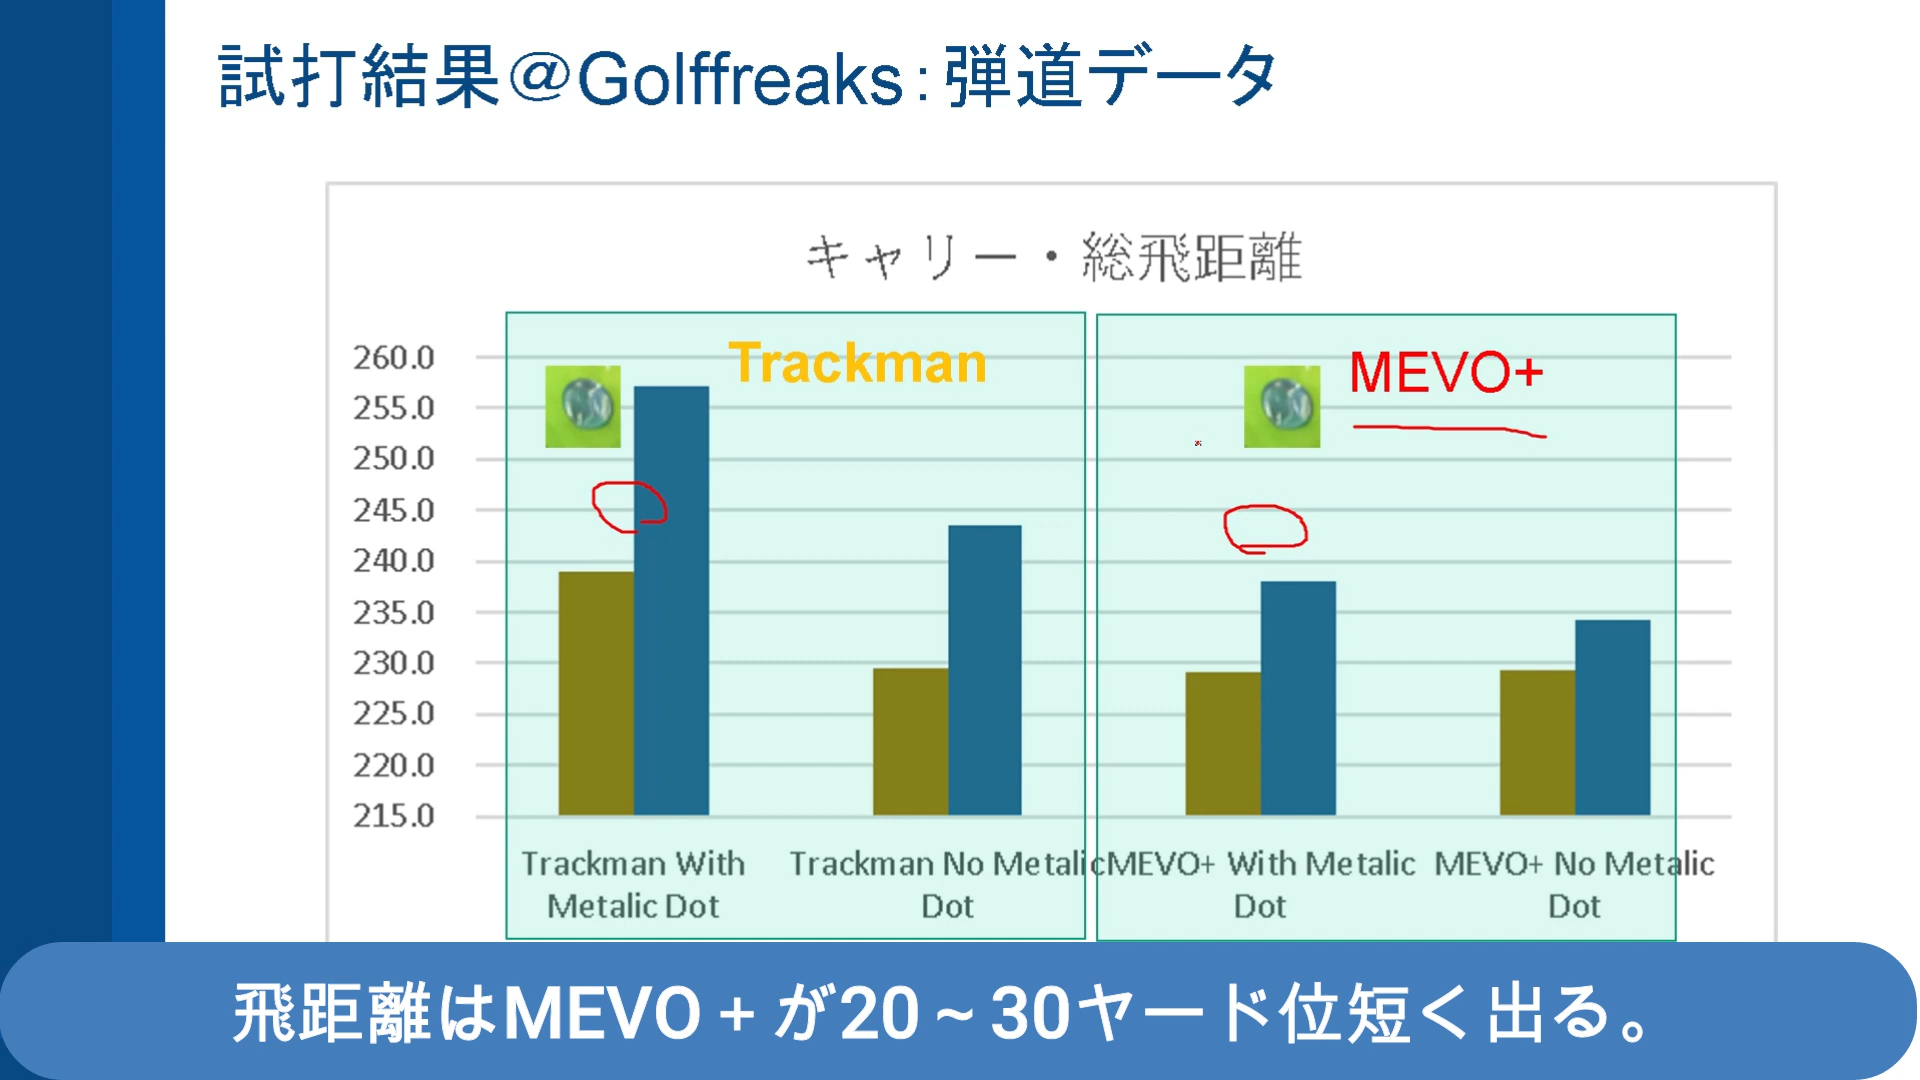 試打結果＠Golffreaks：弾道データ
キャリー・総飛距離
Trackman
MEVO+
260.0
255.0
250.0
245.0
240.0
235.0
230.0
225.0
220.0
215.0
Trackman With Metalic Dot
Trackman No Metalic Dot
MEVO+ With Metalic Dot
MEVO+ No Metalic Dot
飛距離はMEVO＋が20～30ヤード位短く出る。